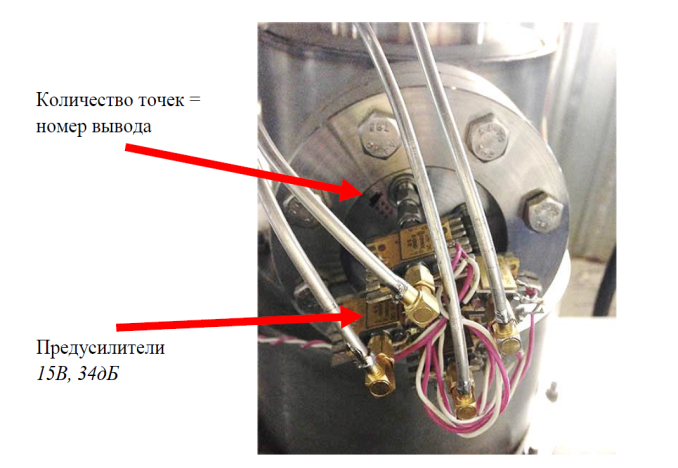 Количество точек =
номер вывода
Предусилители
15В, 34дБ